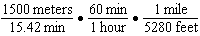 1500 meters / 15.42 min • 60 min / 1 hour • 1 mile / 5280 feet